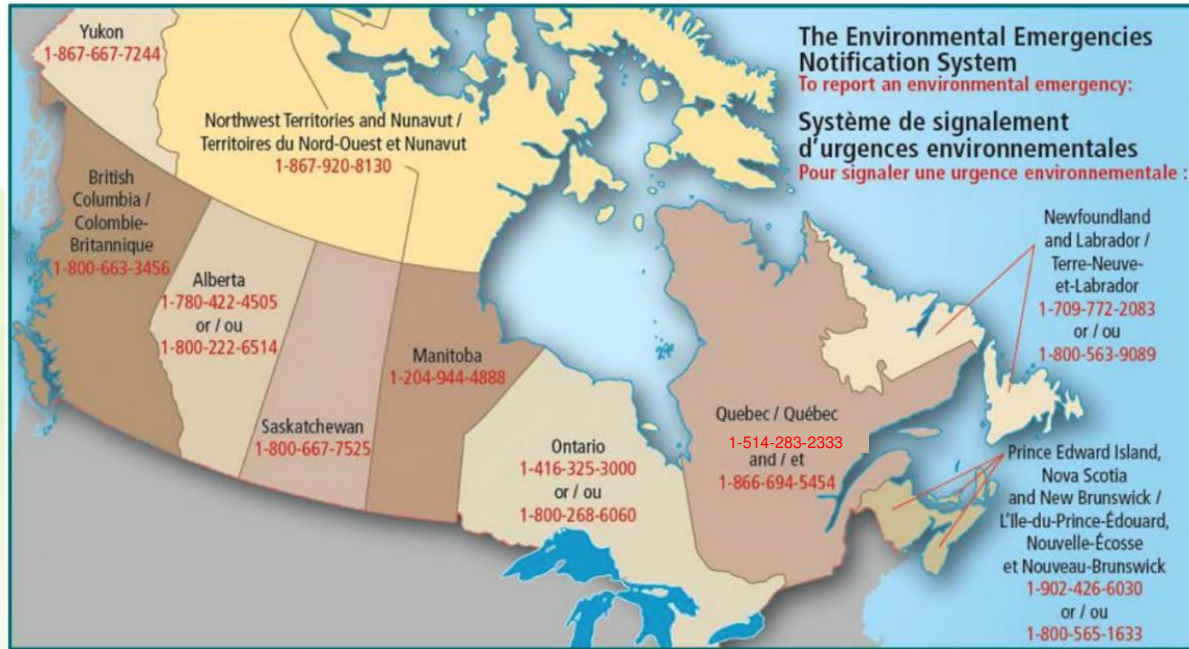 Yukon
1-867-667-7244
The Environmental Emergencies
Notification System
To report an environmental emergency:
Système de signalement
d'urgences environnementales
Pour signaler une urgence environnementale :
Northwest Territories and Nunavut /
Territoires du Nord-Ouest et Nunavut
1-867-920-8130
British
Columbia /
Colombie-
Britannique
1-800-663-3456
Alberta
1-780-422-4505
or / ou
1-800-222-6514
Saskatchewan
1-800-667-7525
Manitoba
1-204-944-4888
Ontario
1-416-325-3000
or / ou
1-800-268-6060
Quebec / Québec
1-514-283-2333
and / et
1-866-694-5454
Newfoundland
and Labrador /
Terre-Neuve-
et-Labrador
1-709-772-2083
or / ou
1-800-563-9089
Prince Edward Island,
Nova Scotia
and New Brunswick /
L'Ile-du-Prince-Édouard,
Nouvelle-Écosse
et Nouveau-Brunswick
1-902-426-6030
or / ou
1-800-565-1633